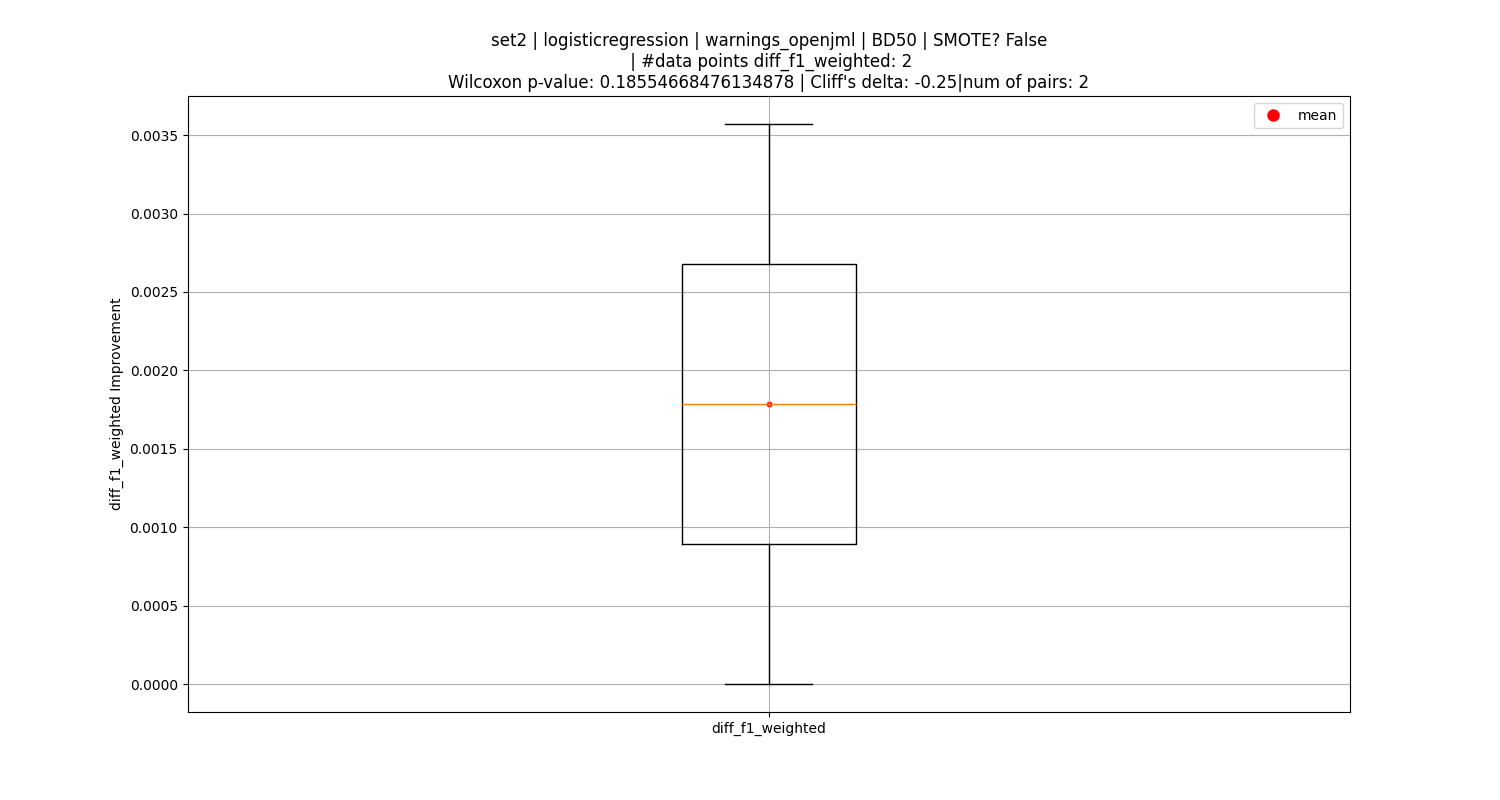 set2 | logisticregression | warnings_openjml | BD50 | SMOTE? False
| #data points diff_f1_weighted: 2
Wilcoxon p-value: 0.18554668476134878 | Cliff's delta: -0.25|num of pairs: 2
mean
0.0035
0.0030
0.0025
0.0020
0.0015
0.0010
0.0005
0.0000
diff_f1_weighted Improvement
diff_f1_weighted